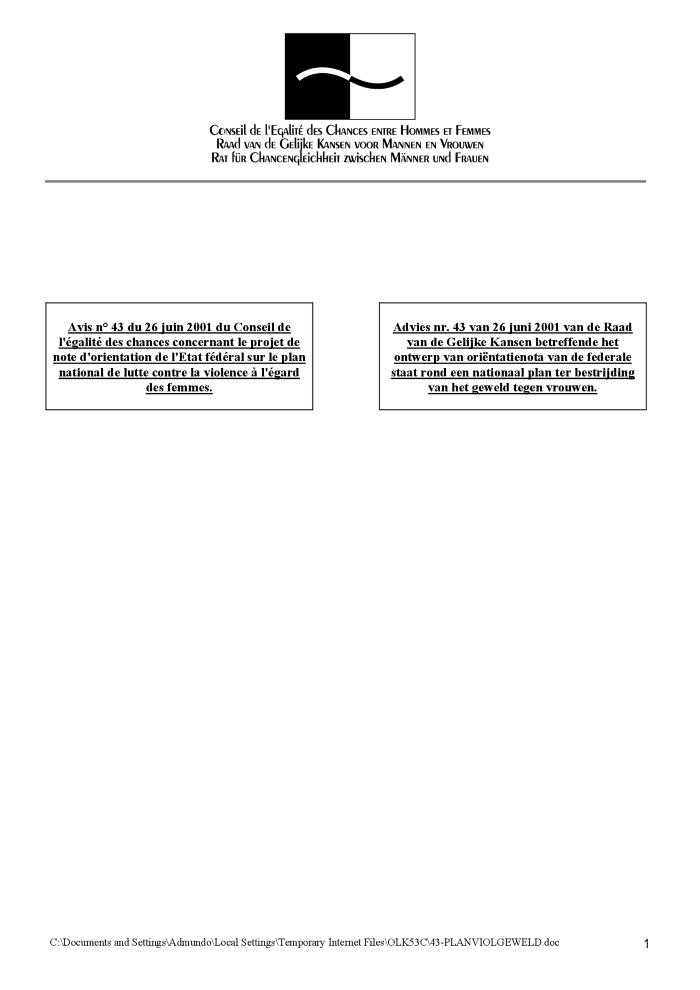 Conseil de l'Egalité des Chances entre Hommes et Femmes
Raad van de Gelijke Kansen voor Mannen en Vrouwen
Rat für Chancengleichheit zwischen Männer und Frauen
Avis n° 43 du 26 juin 2001 du Conseil de
l'égalité des chances concernant le projet de
note d'orientation de l'Etat fédéral sur le plan
national de lutte contre la violence à l'égard
des femmes.
Advies nr. 43 van 26 juni 2001 van de Raad
van de Gelijke Kansen betreffende het
ontwerp van oriëntatienota van de federale
staat rond een nationaal plan ter bestrijding
van het geweld tegen vrouwen.
C:\Documents and Settings\Admundo\Local Settings\Temporary Internet Files\OLK53C\43-PLANVIOLGEWELD.doc
1